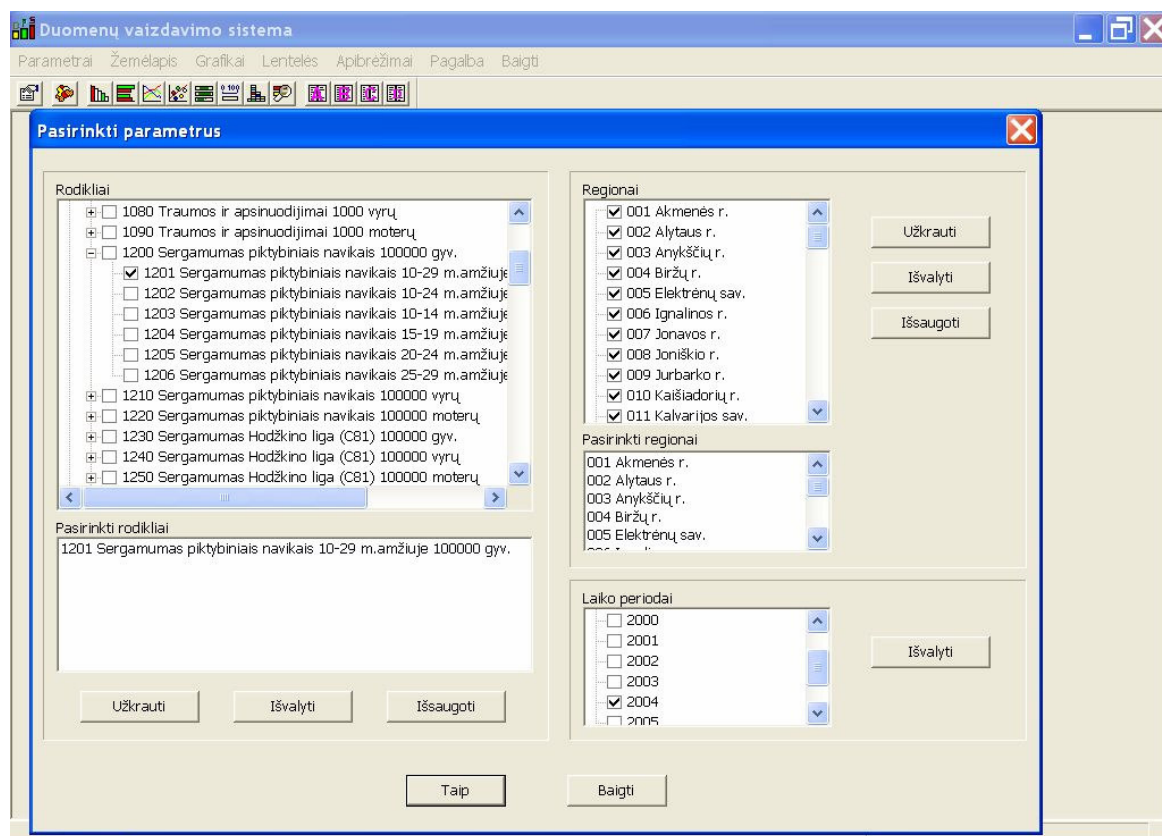 Duomenų vaizdavimo sistema
Parametrai Žemėlapis Grafikai Lentelės Apibrėžimai Pagalba Baigti
Pasirinkti parametrus
Rodikliai
1080 Traumos ir apsinuodijimai 1000 vyrų
1090 Traumos ir apsinuodijimai 1000 moterų
1200 Sergamumas piktybiniais navikais 100000 gyv.
1201 Sergamumas piktybiniais navikais 10-29 m.amžiuje
1202 Sergamumas piktybiniais navikais 10-24 m.amžiuje
1203 Sergamumas piktybiniais navikais 10-14 m.amžiuje
1204 Sergamumas piktybiniais navikais 15-19 m.amžiuje
1205 Sergamumas piktybiniais navikais 20-24 m.amžiuje
1206 Sergamumas piktybiniais navikais 25-29 m.amžiuje
1210 Sergamumas piktybiniais navikais 100000 vyrų
1220 Sergamumas piktybiniais navikais 100000 moterų
1230 Sergamumas Hodžkino liga (C81) 100000 gyv.
1240 Sergamumas Hodžkino liga (C81) 100000 vyrų
1250 Sergamumas Hodžkino liga (C81) 100000 moterų
Pasirinkti rodikliai
1201 Sergamumas piktybiniais navikais 10-29 m.amžiuje 100000 gyv.
Užkrauti Išvalyti Išsaugoti
Regionai
001 Akmenės r.
002 Alytaus r.
003 Anykščių r.
004 Biržų r.
005 Elektrėnų sav.
006 Ignalinos r.
007 Jonavos r.
008 Joniškio r.
009 Jurbarko r.
010 Kaišiadorių r.
011 Kalvarijos sav.
Užkrauti
Išvalyti
Išsaugoti
Pasirinkti regionai
001 Akmenės r.
002 Alytaus r.
003 Anykščių r.
004 Biržų r.
005 Elektrėnų sav.
Laiko periodai
2000
2001
2002
2003
2004
2005
Išvalyti
Taip Baigti